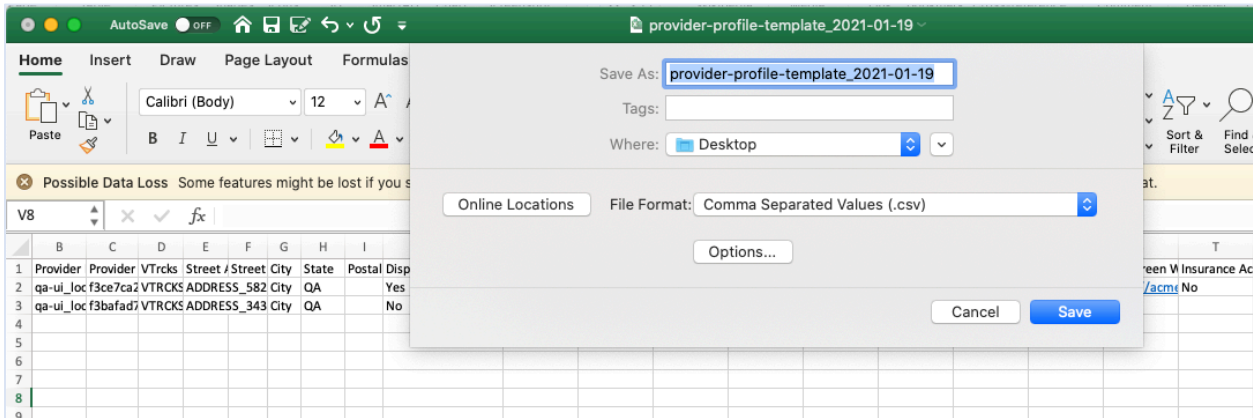 AutoSave OFF provider-profile-template_2021-01-19
Home Insert Draw Page Layout Formulas
Save As: provider-profile-template_2021-01-19
Tags:
Where: Desktop
Calibri (Body) 12 A
Paste B I U A
Sort & Filter
Find
Possible Data Loss Some features might be lost if you s at.
Online Locations File Format: Comma Separated Values (.csv)
V8 fx
Options...
B C D E F G H I T
1 Provider Provider VTrcks Street Street City State Postal Disp reen W Insurance Ac
2 qa-ui_loc f3ce7ca2 VTRCKS ADDRESS_582 City QA Yes /acme No
3 qa-ui_loc f3bafad7 VTRCKS ADDRESS_343 City QA No
Cancel Save
4
5
6
7
8
9